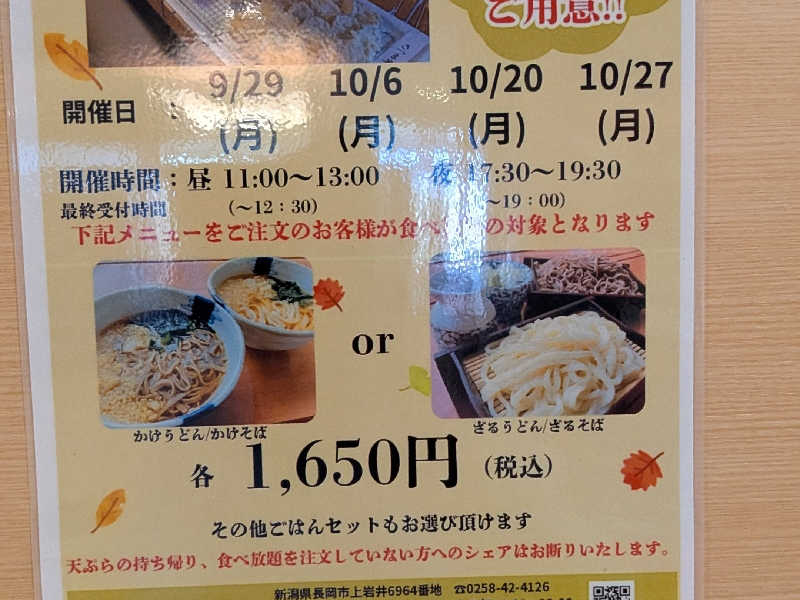 ご用意!!
9/29 10/6 10/20 10/27
開催日 : (月) (月) (月) (月)
開催時間:昼 11:00〜13:00 夜 17:30〜19:30
最終受付時間 (〜12:30) 〜19:00)
下記メニューをご注文のお客様が食べ の対象となります
or
かけうどん/かけそば
ざるうどん/ざるそば
各 1,650円 (税込)
その他ごはんセットもお選び頂けます
天ぷらの持ち帰り、食べ放題を注文していない方へのシェアはお断りいたします。
新潟県長岡市上岩井6964番地 ☎0258-42-4126